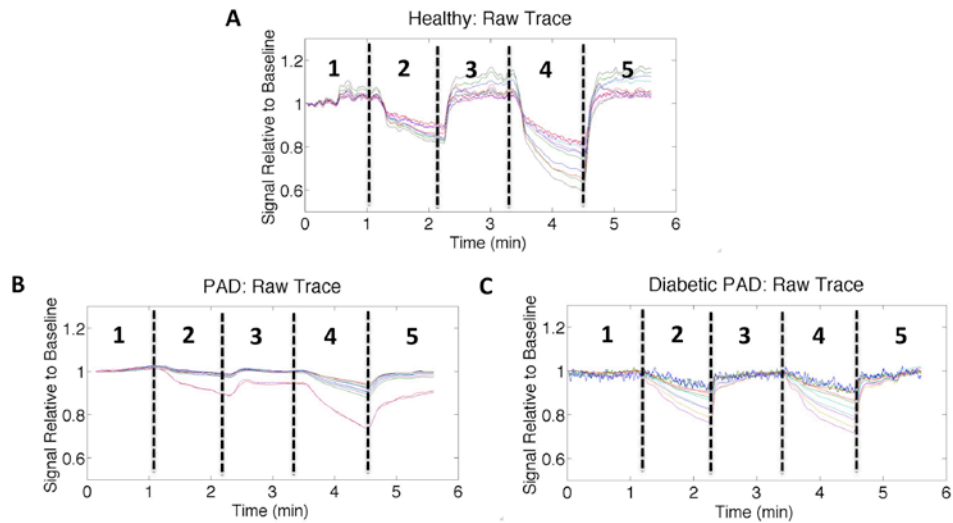 A
Healthy: Raw Trace
Signal Relative to Baseline
1.2
1
0.8
0.6
1 2 3 4 5
0 1 2 3 4 5 6
Time (min)
B
PAD: Raw Trace
Signal Relative to Baseline
1.2
1
0.8
0.6
1 2 3 4 5
0 1 2 3 4 5 6
Time (min)
C
Diabetic PAD: Raw Trace
Signal Relative to Baseline
1.2
1
0.8
0.6
1 2 3 4 5
0 1 2 3 4 5 6
Time (min)